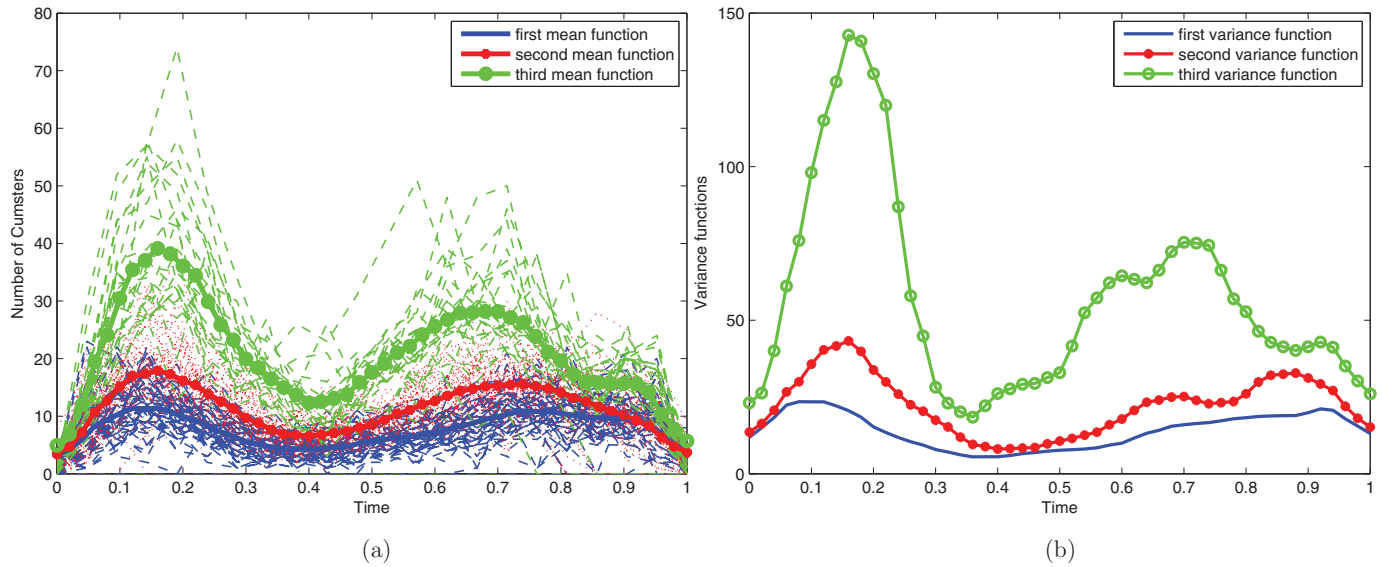 first mean function
second mean function
third mean function
80
70
60
50
40
30
20
10
0
Number of Cumsters
0 0.1 0.2 0.3 0.4 0.5 0.6 0.7 0.8 0.9 1
Time
(a)
first variance function
second variance function
third variance function
150
100
50
0
Variance functions
0 0.1 0.2 0.3 0.4 0.5 0.6 0.7 0.8 0.9 1
Time
(b)